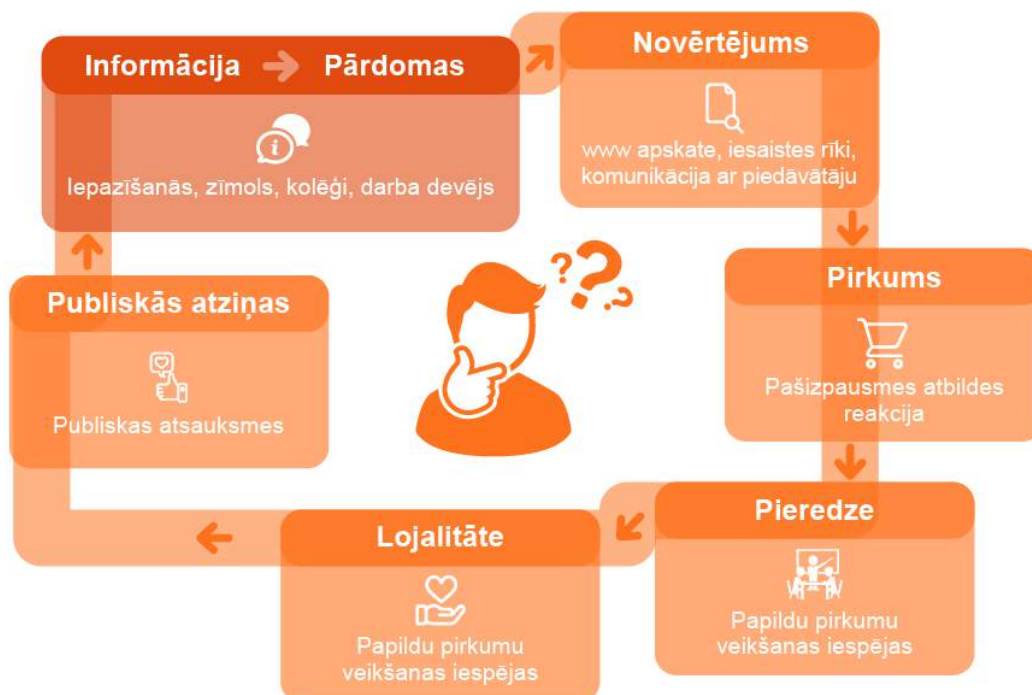 Informācija → Pārdomas
Iepazīšanās, zīmols, kolēģi, darba devējs
Novērtējums
www apskate, iesaistes rīki,
komunikācija ar piedāvātāju
Pirkums
Pašizpausmes atbildes
reakcija
Pieredze
Papildu pirkumu
veikšanas iespējas
Lojalitāte
Papildu pirkumu
veikšanas iespējas
Publiskās atziņas
Publiskas atsauksmes